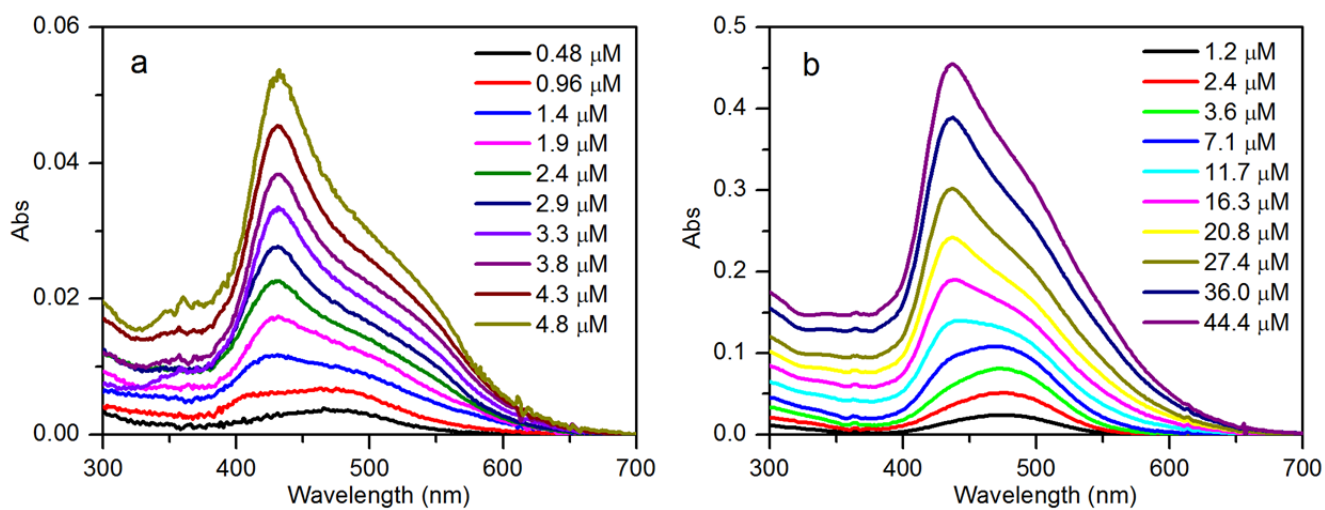 a
0.06
0.04
0.02
0.00
Abs
300
400
500
600
700
Wavelength (nm)
0.48 μM
0.96 μM
1.4 μM
1.9 μM
2.4 μM
2.9 μM
3.3 μM
3.8 μM
4.3 μM
4.8 μM
b
0.5
0.4
0.3
0.2
0.1
0.0
Abs
300
400
500
600
700
Wavelength (nm)
1.2 μM
2.4 μM
3.6 μM
7.1 μM
11.7 μM
16.3 μM
20.8 μM
27.4 μM
36.0 μM
44.4 μM